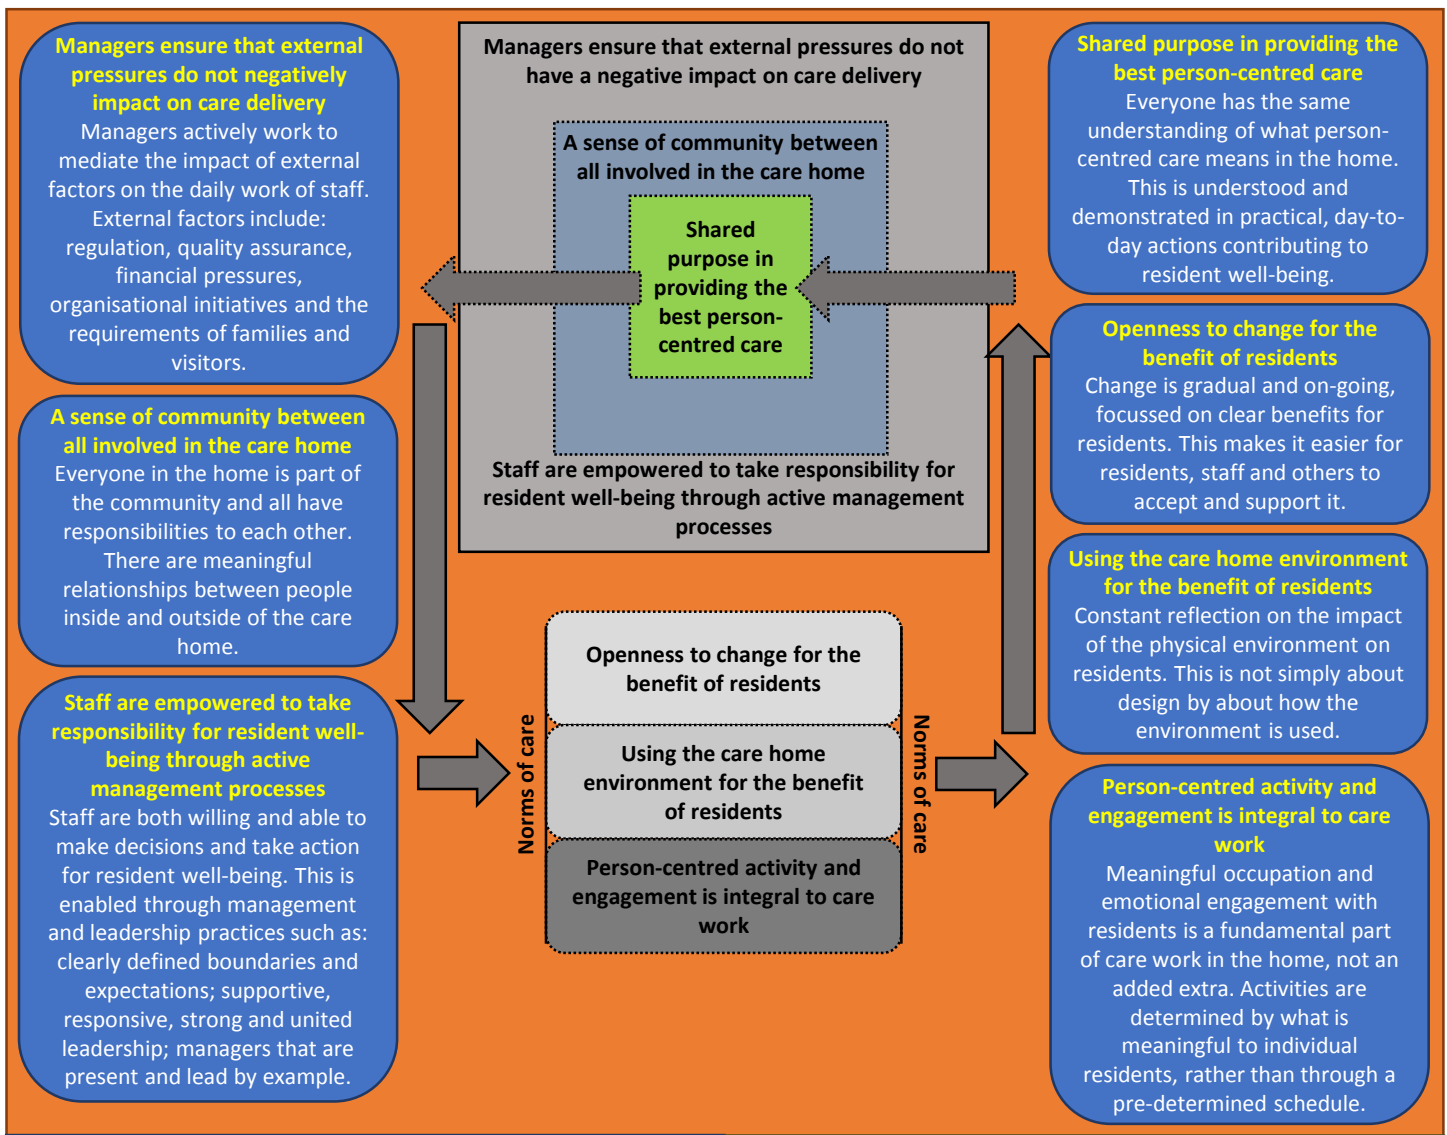 Managers ensure that external
pressures do not negatively
impact on care delivery
Managers actively work to
mediate the impact of external
factors on the daily work of staff.
External factors include:
regulation, quality assurance,
financial pressures,
organisational initiatives and the
requirements of families and
visitors.
A sense of community between
all involved in the care home
Everyone in the home is part of
the community and all have
responsibilities to each other.
There are meaningful
relationships between people
inside and outside of the care
home.
Staff are empowered to take
responsibility for resident well-
being through active
management processes
Staff are both willing and able to
make decisions and take action
for resident well-being. This is
enabled through management
and leadership practices such as:
clearly defined boundaries and
expectations; supportive,
responsive, strong and united
leadership; managers that are
present and lead by example.
Managers ensure that external pressures do not
have a negative impact on care delivery
A sense of community between
all involved in the care home
Shared
purpose in
providing the
best person-
centred care
Staff are empowered to take responsibility for
resident well-being through active management
processes
Norms of care
Openness to change for the
benefit of residents
Using the care home
environment for the benefit
of residents
Person-centred activity and
engagement is integral to care
work
Norms of care
Shared purpose in providing the
best person-centred care
Everyone has the same
understanding of what person-
centred care means in the home.
This is understood and
demonstrated in practical, day-to-
day actions contributing to
resident well-being.
Openness to change for the
benefit of residents
Change is gradual and on-going,
focussed on clear benefits for
residents. This makes it easier for
residents, staff and others to
accept and support it.
Using the care home environment
for the benefit of residents
Constant reflection on the impact
of the physical environment on
residents. This is not simply about
design by about how the
environment is used.
Person-centred activity and
engagement is integral to care
work
Meaningful occupation and
emotional engagement with
residents is a fundamental part
of care work in the home, not an
added extra. Activities are
determined by what is
meaningful to individual
residents, rather than through a
pre-determined schedule.